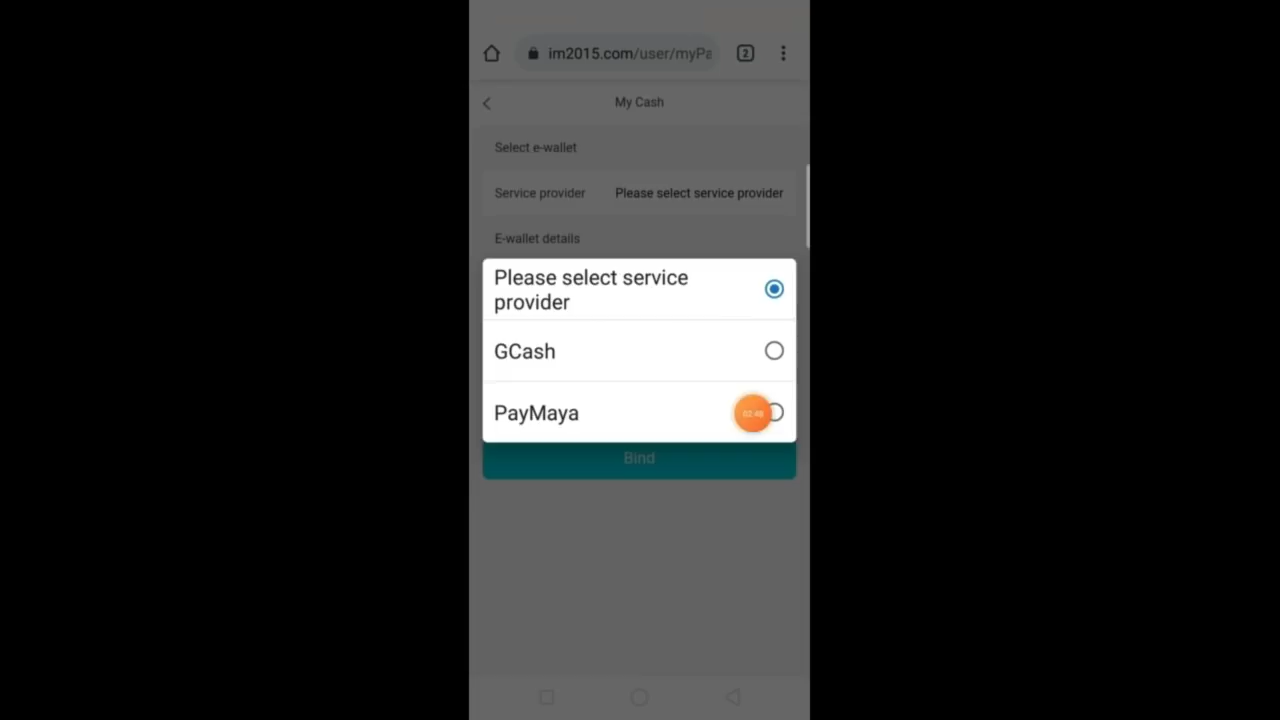 im2015.com/user/myPa
2
My Cash
Select e-wallet
Service provider Please select service provider
E-wallet details
Please select service
provider
GCash
PayMaya
Bind